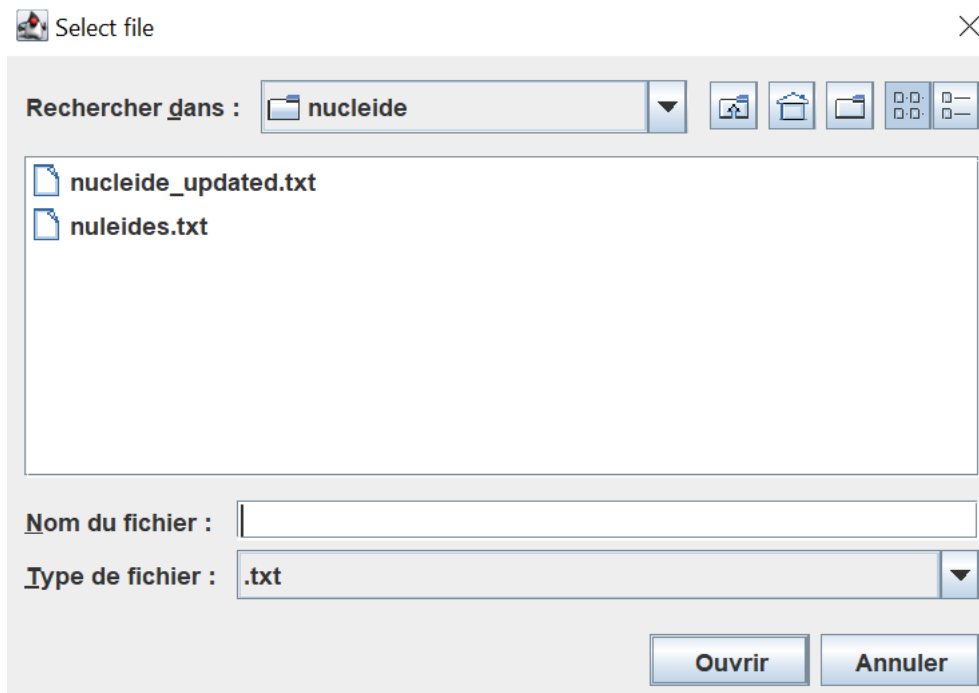 Select file
Rechercher dans : nucleide
nucleide_updated.txt
nuleides.txt
Nom du fichier :
Type de fichier : .txt
Ouvrir Annuler